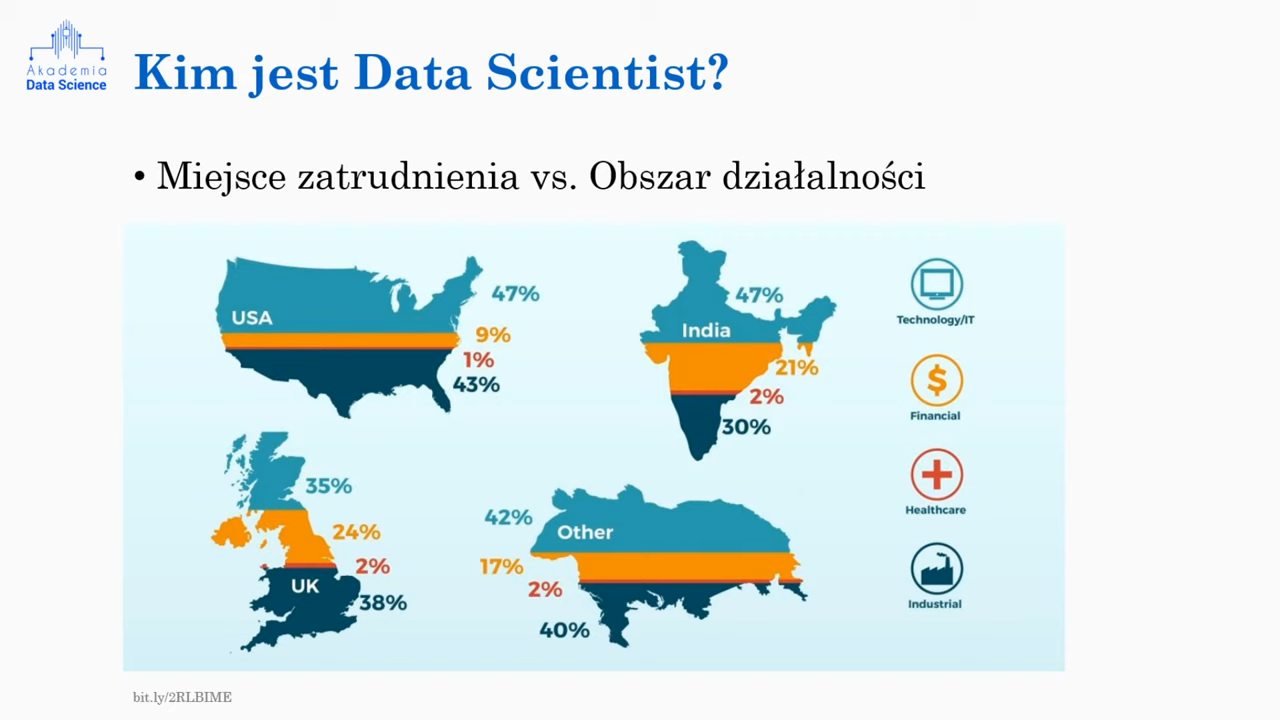 Akademia
Data Science
Kim jest Data Scientist?
• Miejsce zatrudnienia vs. Obszar działalności
USA
47%
9%
1%
43%
India
47%
21%
2%
30%
UK
35%
24%
2%
38%
Other
42%
17%
2%
40%
Technology/IT
$
Financial
Healthcare
Industrial
bit.ly/2RLBIME